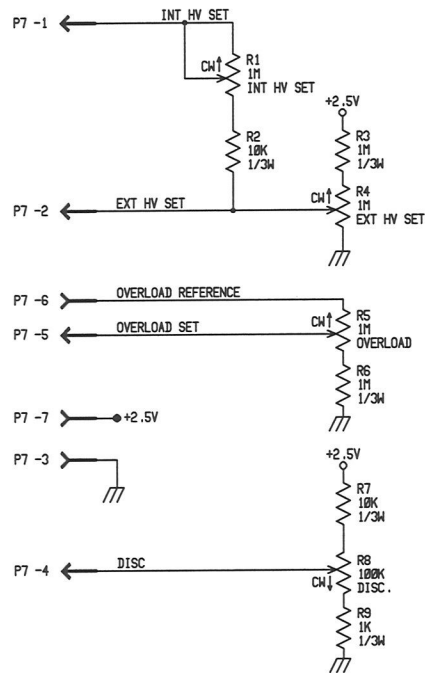 P7 -1
INT HV SET
CW
R1
1M
INT HV SET
+2.5V
R2
10K
1/3W
R3
1M
1/3W
P7 -2
EXT HV SET
CW
R4
1M
EXT HV SET
P7 -6
OVERLOAD REFERENCE
P7 -5
OVERLOAD SET
CW
R5
1M
OVERLOAD
R6
1M
1/3W
P7 -7
+2.5V
P7 -3
+2.5V
R7
10K
1/3W
P7 -4
DISC
CW
R8
100K
DISC.
R9
1K
1/3W